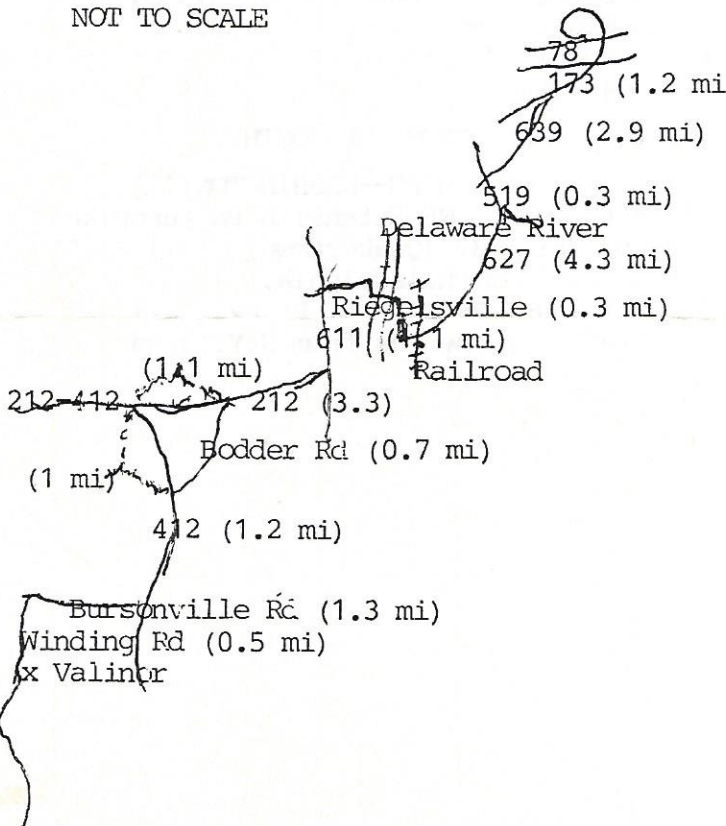 NOT TO SCALE
78
173 (1.2 mi
639 (2.9 mi)
519 (0.3 mi)
Delaware River
627 (4.3 mi)
Riegelsville (0.3 mi)
611 mi)
Railroad
(1.1 mi)
212-412
212 (3.3)
Bodder Rd (0.7 mi)
(1 mi)
412 (1.2 mi)
Bursonville Rd (1.3 mi)
Winding Rd (0.5 mi)
x Valinor